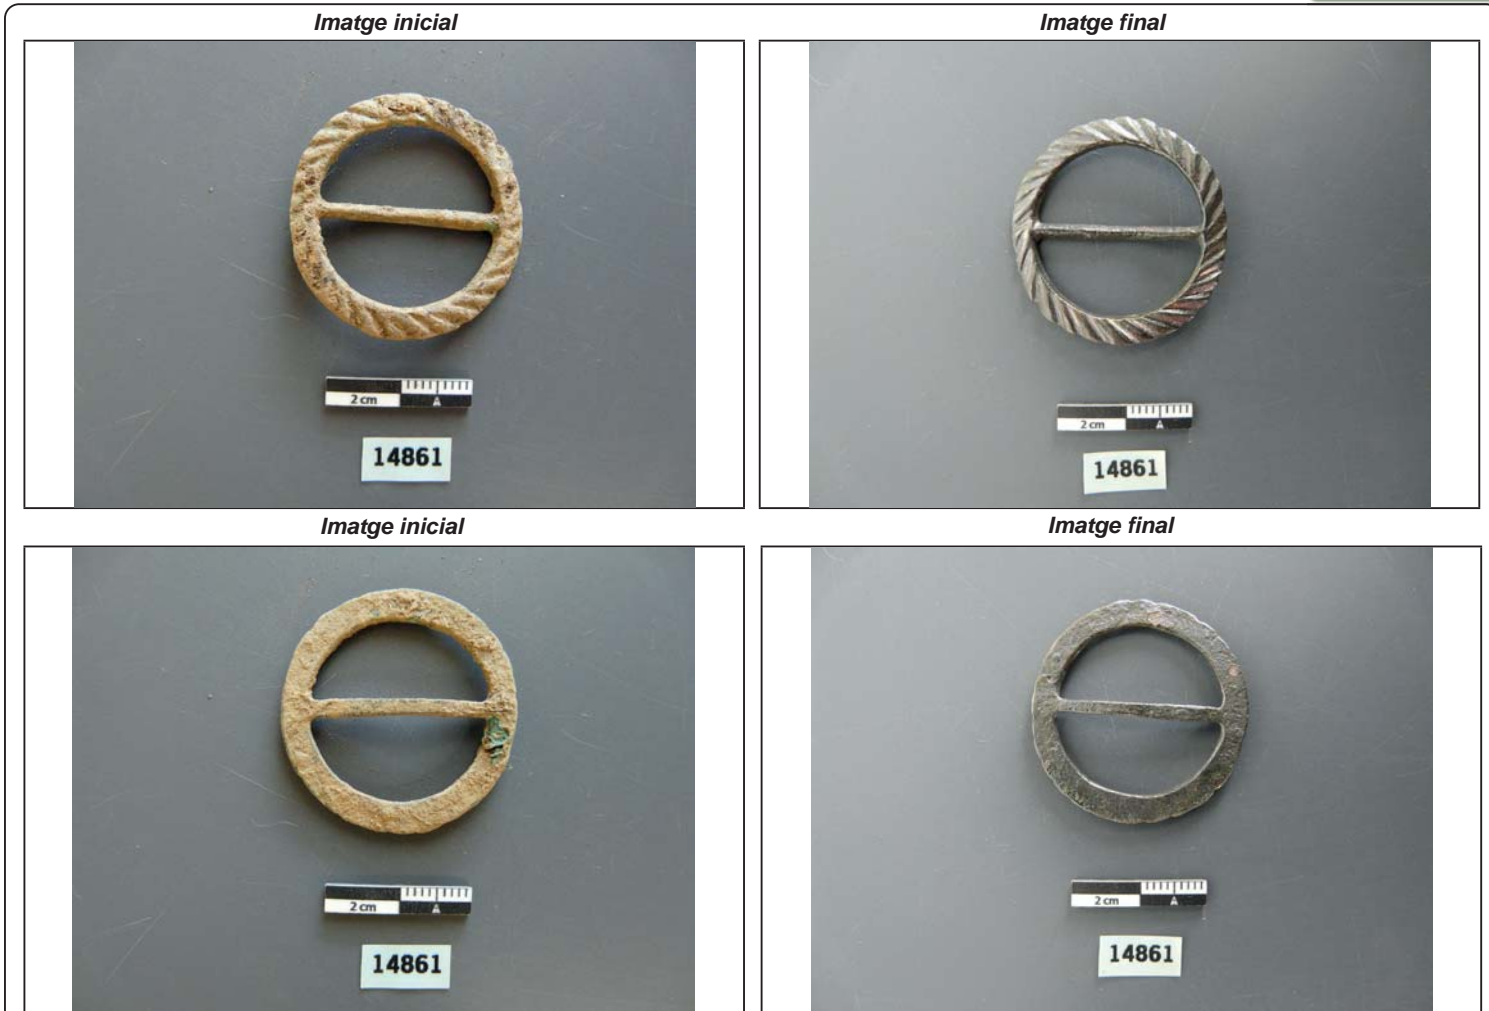 Imatge inicial
Imatge final
2 cm
A
14861
2 cm
A
14861
Imatge inicial
Imatge final
2 cm
A
14861
2 cm
A
14861